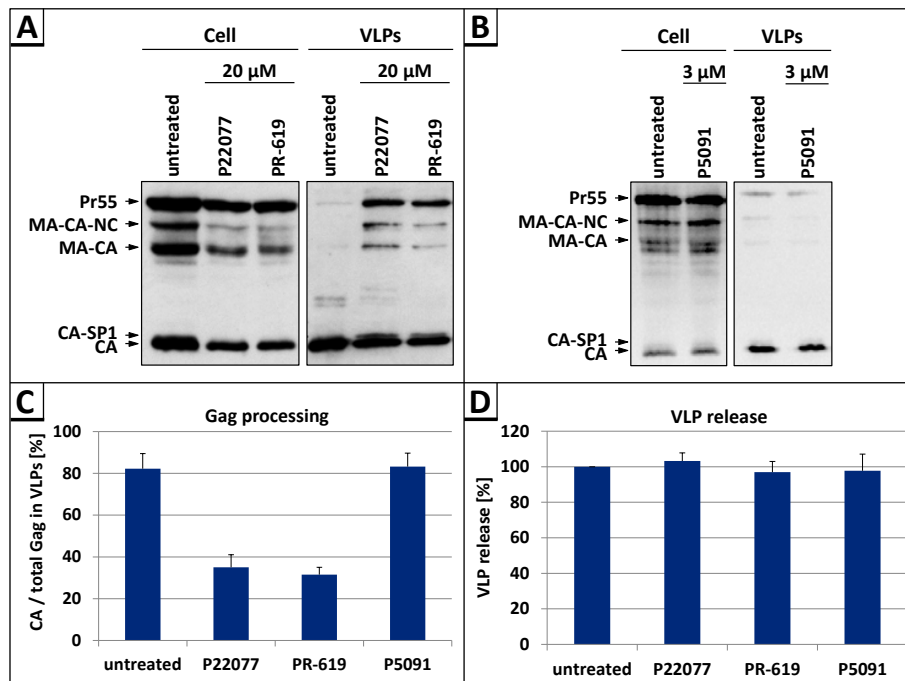 A
Cell VLPs
20 µM 20 µM
untreated P22077 PR-619 untreated P22077 PR-619
Pr55
MA-CA-NC
MA-CA
CA-SP1
CA
B
Cell VLPs
3 µM 3 µM
untreated P5091 untreated P5091
Pr55
MA-CA-NC
MA-CA
CA-SP1
CA
C
Gag processing
CA / total Gag in VLPs [%]
100
80
60
40
20
0
untreated P22077 PR-619 P5091
D
VLP release
VLP release [%]
120
100
80
60
40
20
0
untreated P22077 PR-619 P5091